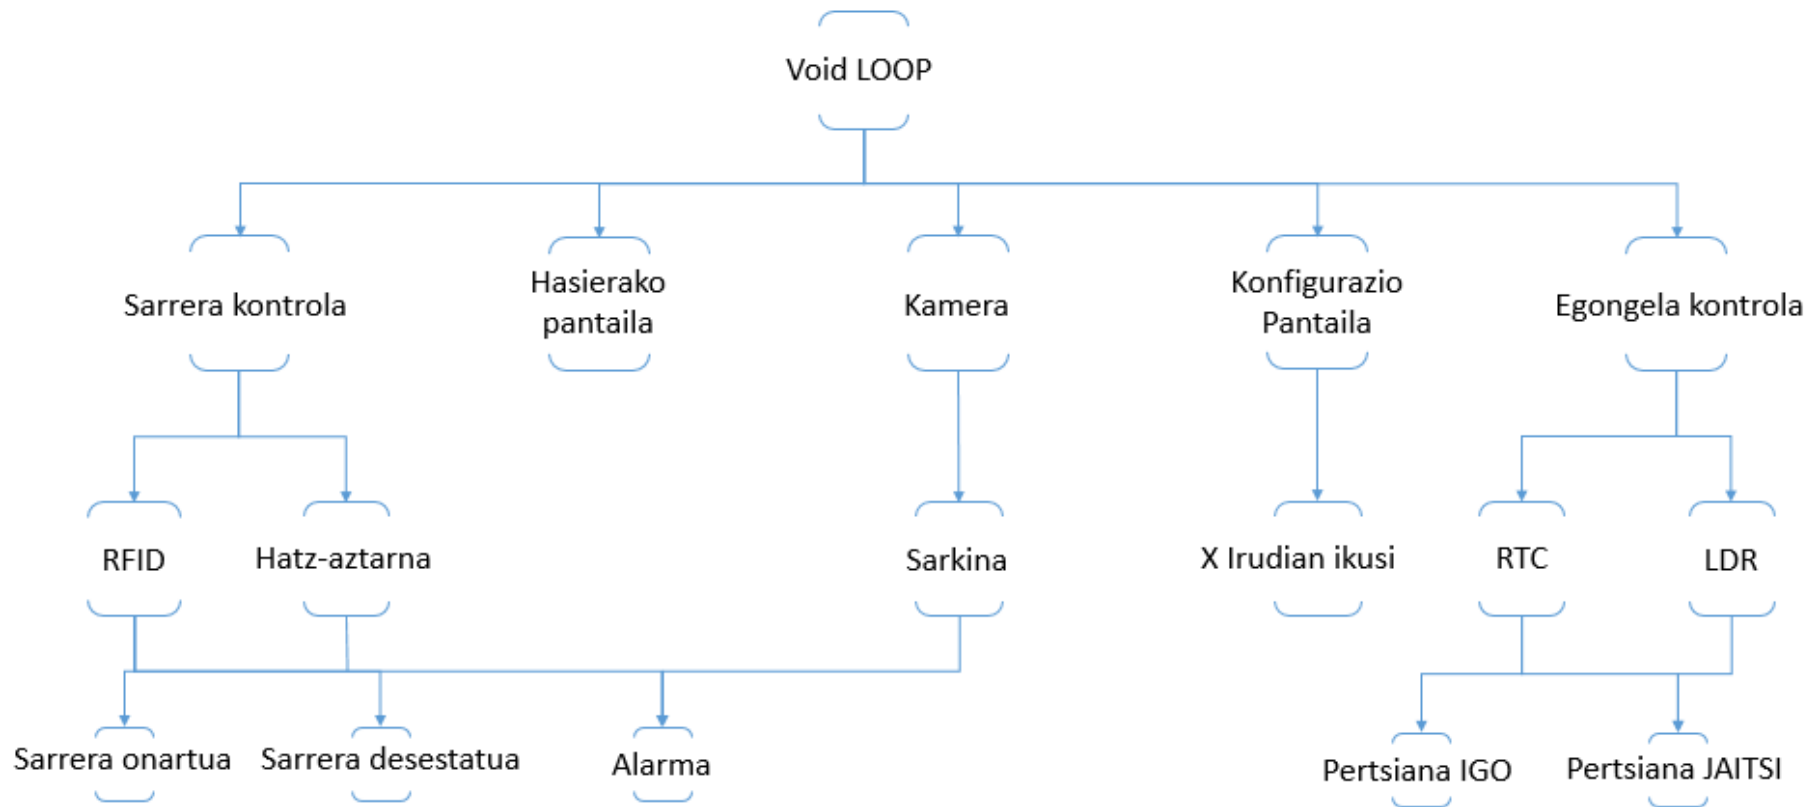 Void LOOP
Sarrera kontrola
Hasierako
pantaila
Kamera
Konfigurazio
Pantaila
Egongela kontrola
RFID
Hatz-aztarna
Sarkina
X Irudian ikusi
RTC
LDR
Sarrera onartua
Sarrera desestatua
Alarma
Pertsiana IGO
Pertsiana JAITSI